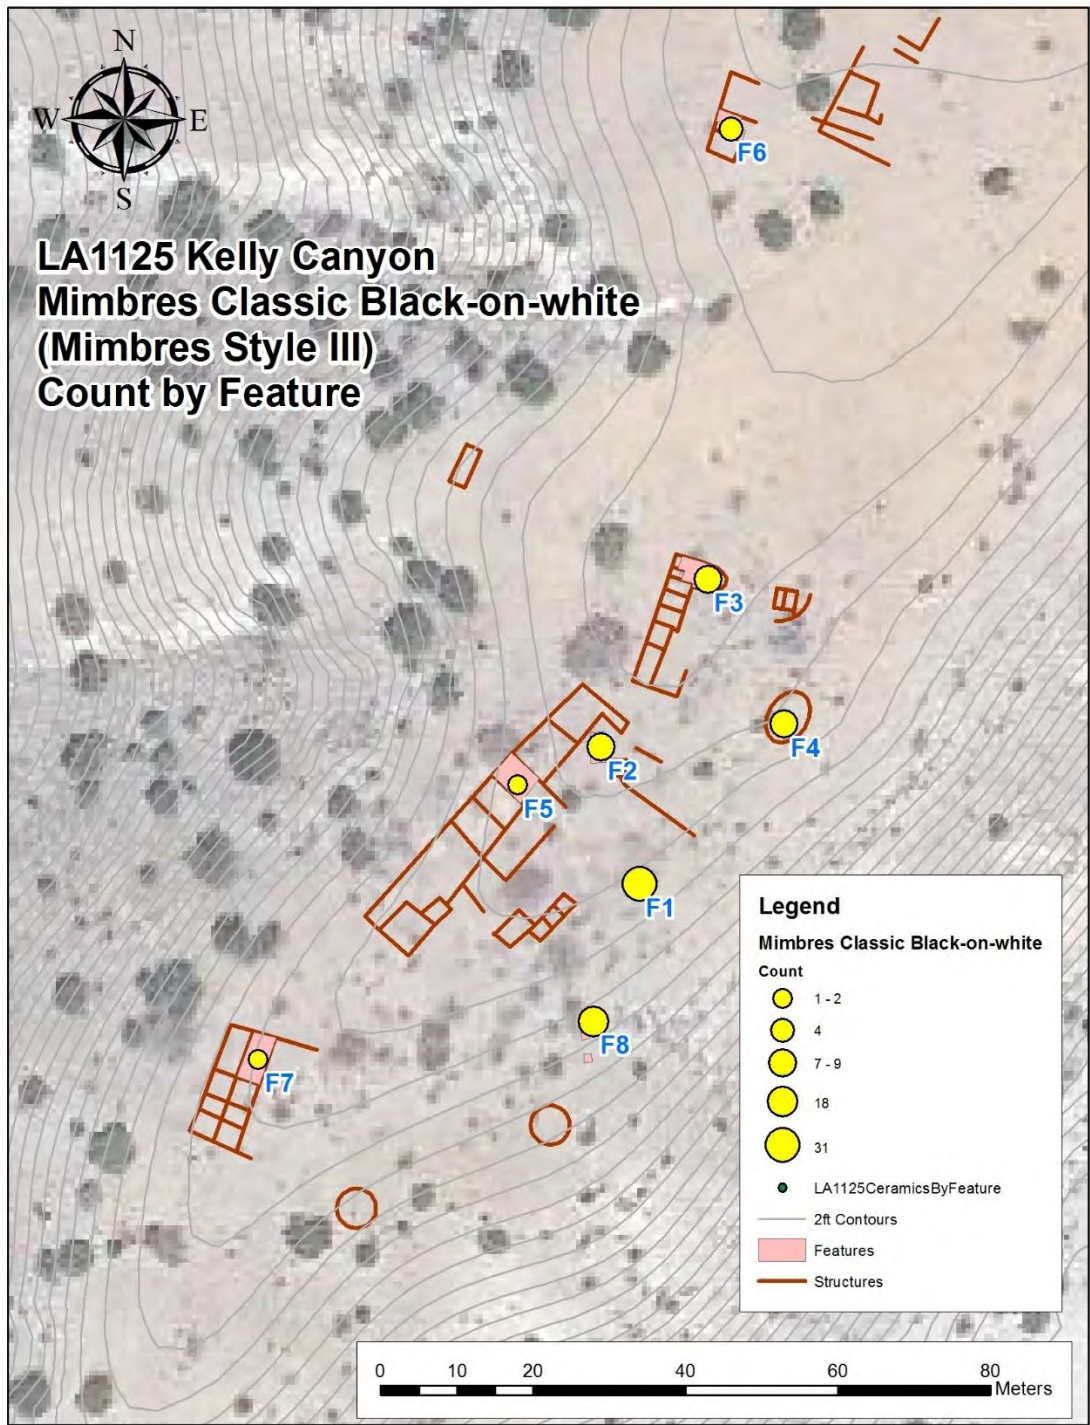 N
W E
S
LA1125 Kelly Canyon
Mimbres Classic Black-on-white
(Mimbres Style III)
Count by Feature
F6
F3
F4
F2
F5
F1
F8
F7
Legend
Mimbres Classic Black-on-white
Count
1 - 2
4
7 - 9
18
31
LA1125CeramicsByFeature
2ft Contours
Features
Structures
0 10 20 40 60 80
Meters